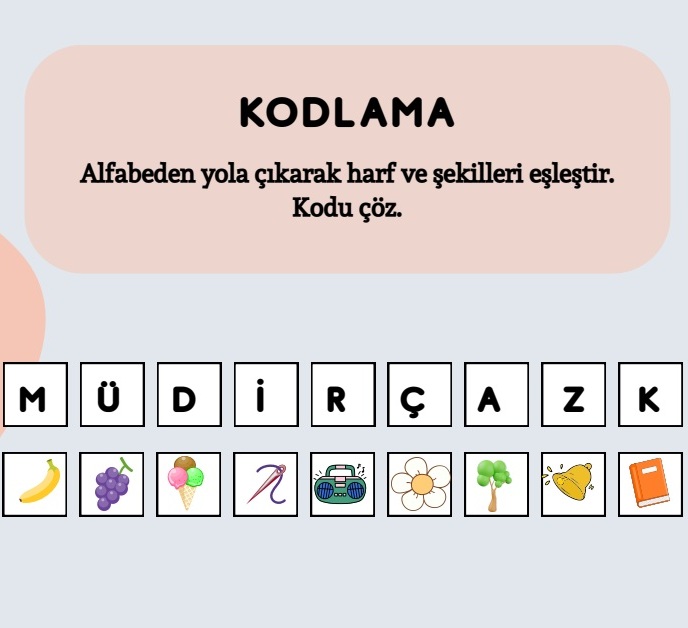 KODLAMA
Alfabeden yola çıkarak harf ve şekilleri eşleştir.
Kodu çöz.
M Ü D İ R Ç A Z K